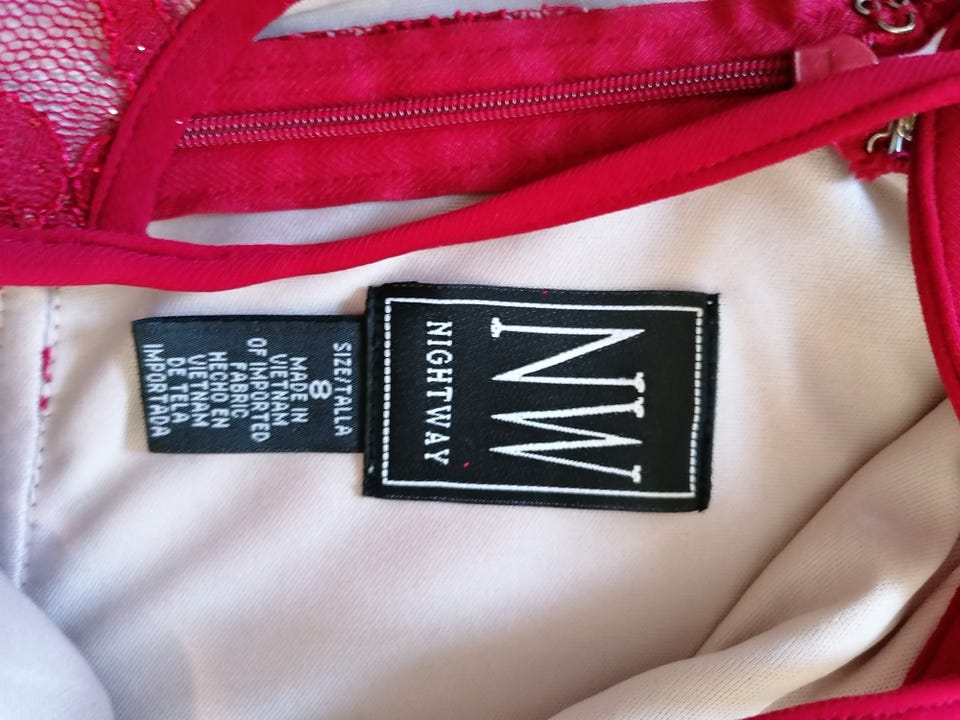 NW
NIGHTWAY
SIZE/TALLA
8
MADE IN
VIETNAM
OF IMPORTED
FABRIC
HECHO EN
VIETNAM
DE TELA
IMPORTADA